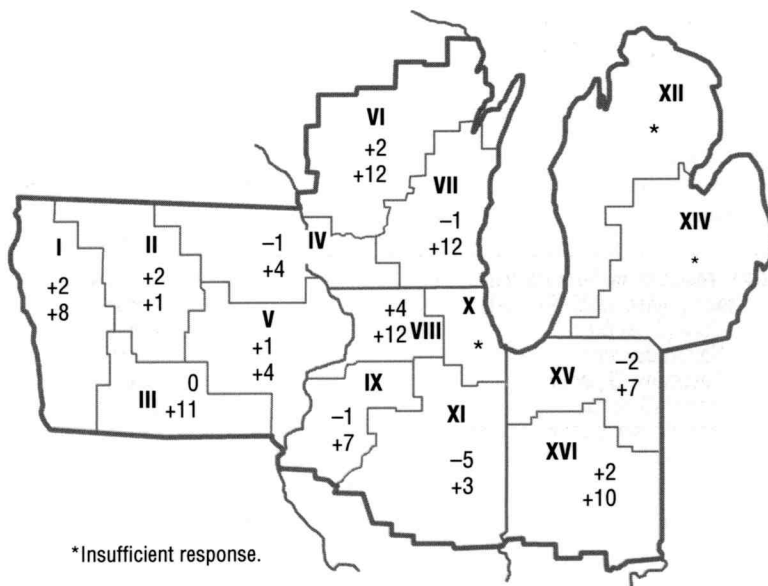 XII
*
VI
+2
+12
VII
−1
+12
XIV
*
I
+2
+8
II
+2
+1
−1
+4
IV
V
+1
+4
+4
+12
VIII
X
*
0
III
+11
IX
−1
+7
XI
−5
+3
XV
−2
+7
XVI
+2
+10
*Insufficient response.